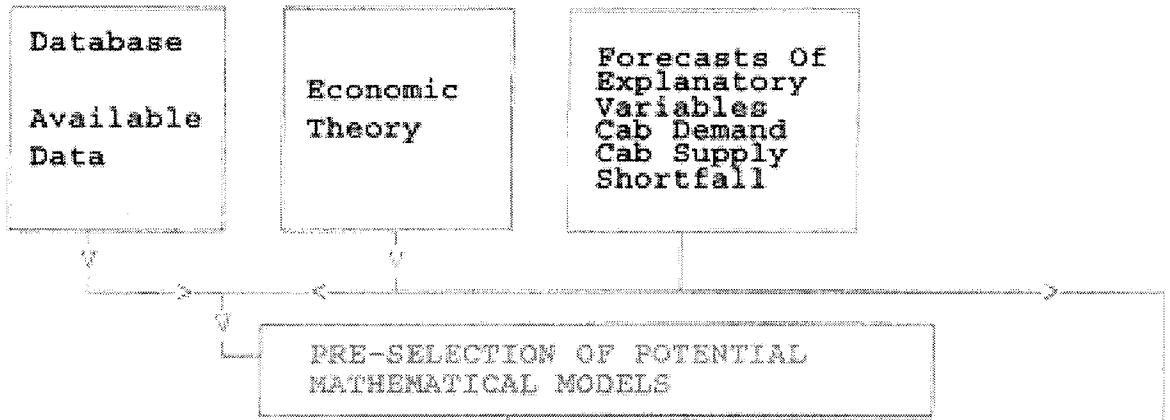 Database
Available
Data
Economic
Theory
Forecasts Of
Explanatory
Variables
Cab Demand
Cab Supply
Shortfall
PRE-SELECTION OF POTENTIAL
MATHEMATICAL MODELS